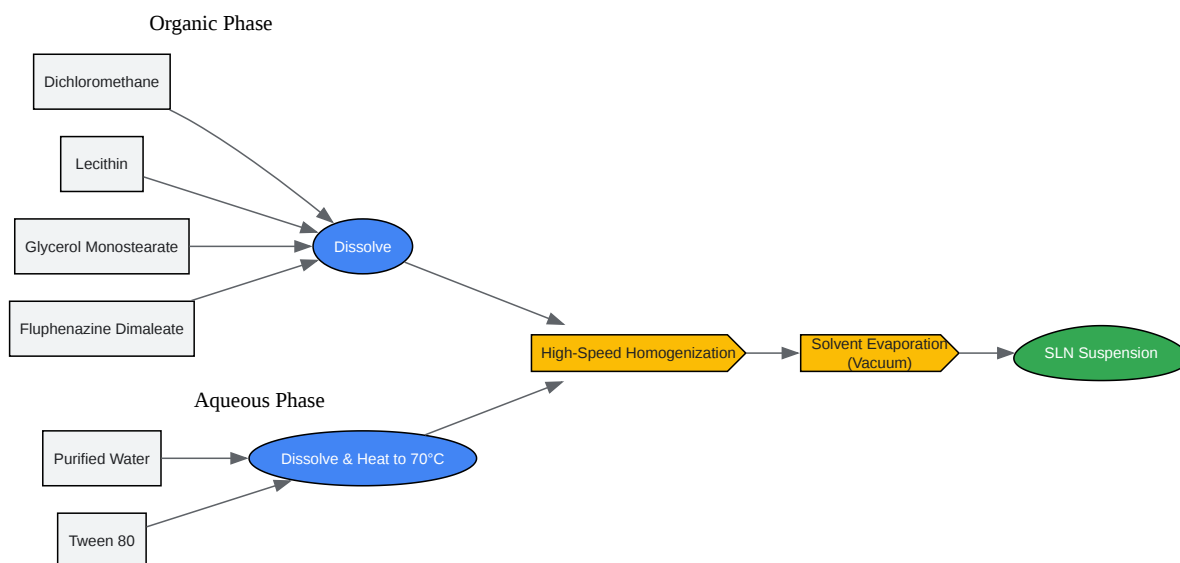 Organic Phase
Dichloromethane
Lecithin
Glycerol Monostearate
Fluphenazine Dimaleate
Dissolve
Aqueous Phase
Purified Water
Tween 80
Dissolve & Heat to 70°C
High-Speed Homogenization
Solvent Evaporation
(Vacuum)
SLN Suspension